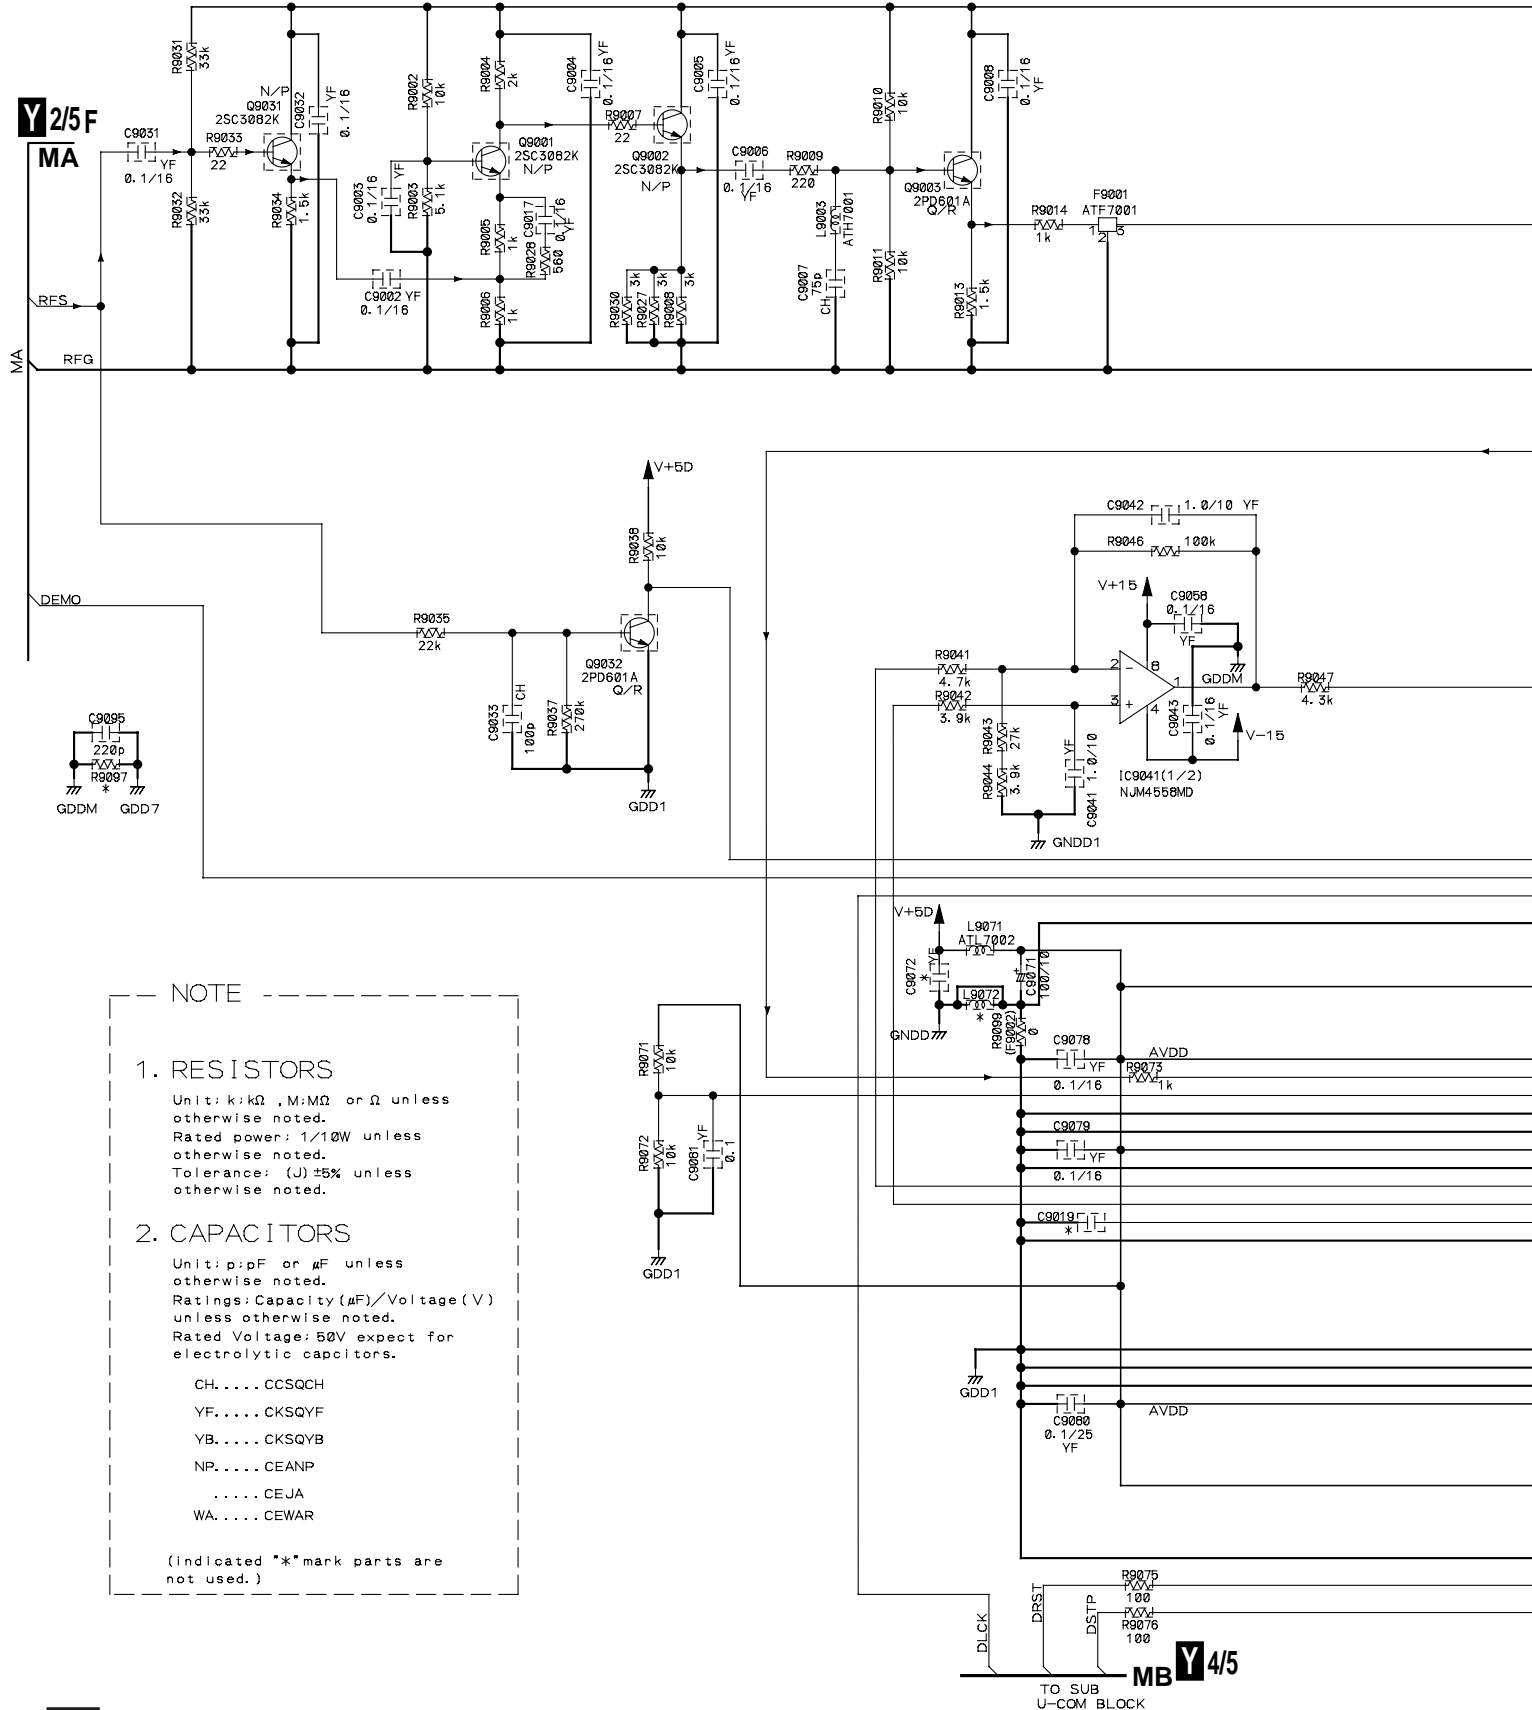 Y 2/5 F
MA
R9031
33k
N/P
Q9031
2SC3082K
C9032
YF
0.1/16
C9031
YF
0.1/16
R9033
22
R9032
33k
R9034
1.5k
R9002
10k
R9004
2k
C9004
0.1/16 YF
Q9001
2SC3082K
N/P
C9003
0.1/16
YF
R9003
5.1k
R9005
1k
C9017
0.1/16
YF
R9028
560
C9002 YF
0.1/16
R9006
1k
R9007
22
Q9002
2SC3082K
N/P
C9005
0.1/16
YF
R9030
3k
R9027
3k
R9008
3k
C9006
0.1/16
YF
R9009
220
L9003
ATH7001
C9007
75p
CH
R9010
10k
R9011
10k
Q9003
2PD601A
Q/R
C9008
0.1/16
YF
R9013
1.5k
R9014
1k
F9001
ATF7001
1 2 3
RFS
RFG
MA
DEMO
V+5D
R9038
10k
R9035
22k
Q9032
2PD601A
Q/R
C9033
100p
CH
R9037
270k
GDD1
C9095
220p
R9097
*
GDDM GDD7
C9042 1.0/10 YF
R9046 100k
V+15
C9058
0.1/16
YF
GDDM
R9041
4.7k
R9042
3.9k
2 −
3 +
8
1
4
R9047
4.3k
R9043
27k
R9044
3.9k
C9041 1.0/10
YF
C9043
0.1/16
YF
V-15
IC9041(1/2)
NJM4558MD
GNDD1
V+5D
L9071
ATL7002
C9072
*
YF
C9071
100/10
+
L9072
*
GNDD
R9099
(F9002)
0
C9078
YF
0.1/16
AVDD
R9073
1k
R9071
10k
R9072
10k
C9081
YF
0.1
GDD1
C9079
YF
0.1/16
C9019
*
GDD1
C9080
0.1/25
YF
AVDD
NOTE
1. RESISTORS
Unit: k:kΩ ,M:MΩ or Ω unless
otherwise noted.
Rated power: 1/10W unless
otherwise noted.
Tolerance: (J)±5% unless
otherwise noted.
2. CAPACITORS
Unit: p:pF or μF unless
otherwise noted.
Ratings:Capacity(μF)/Voltage(V)
unless otherwise noted.
Rated Voltage: 50V expect for
electrolytic capcitors.
CH.....CCSQCH
YF.....CKSQYF
YB.....CKSQYB
NP.....CEANP
.....CEJA
WA.....CEWAR
(indicated "*"mark parts are
not used.)
DLCK
DRST
DSTP
R9075
100
R9076
100
MB Y 4/5
TO SUB
U-COM BLOCK